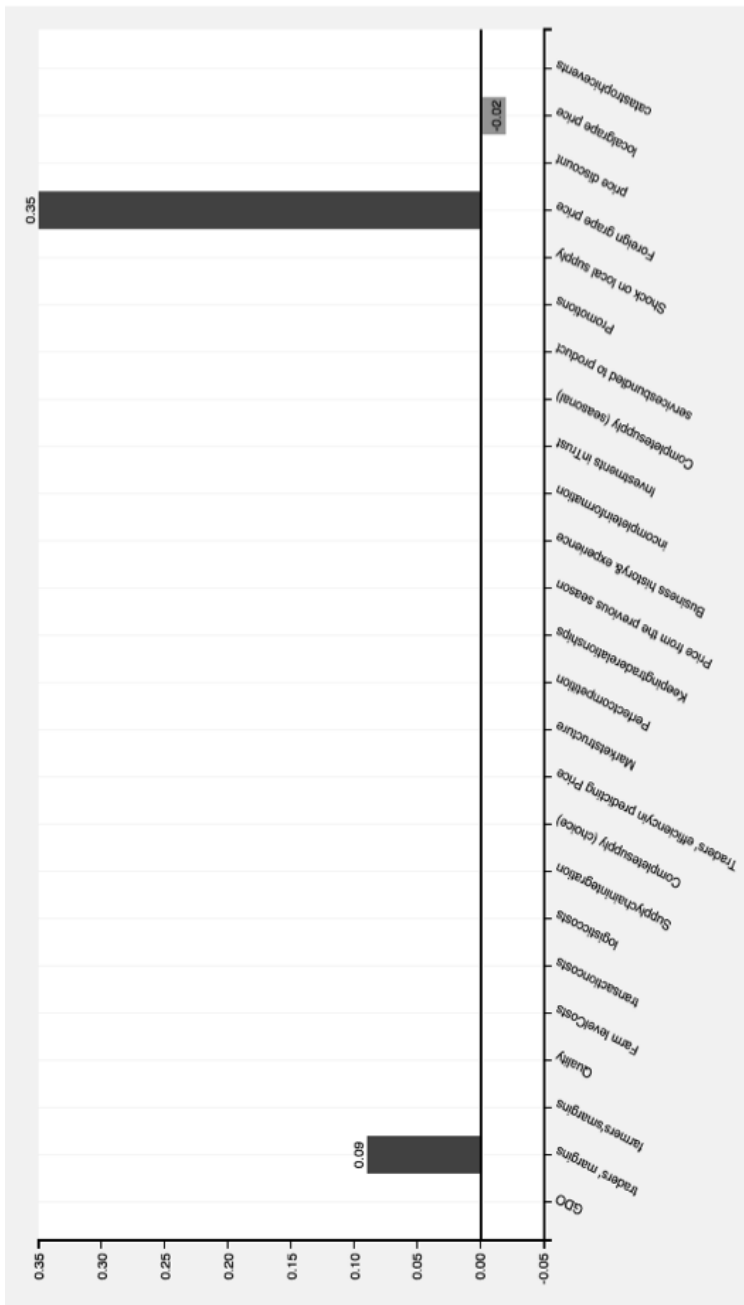 0.35
0.30
0.25
0.20
0.15
0.10
0.05
0.00
-0.05
0.09
0.35
-0.02
GDO
traders' margins
farmers'smargins
Quality
Farm levelCosts
transactioncosts
logisticcosts
Supplychainintegration
Completesupply (choice)
Traders' efficiencyin predicting Price
Marketstructure
Perfectcompetition
Keepingtraderelationships
Price from the previous season
Business history& experience
incompleteinformation
Investments inTrust
Completesupply (seasonal)
servicesbundled to product
Promotions
Shock on local supply
Foreign grape price
price discount
localgrape price
catastrophicevents